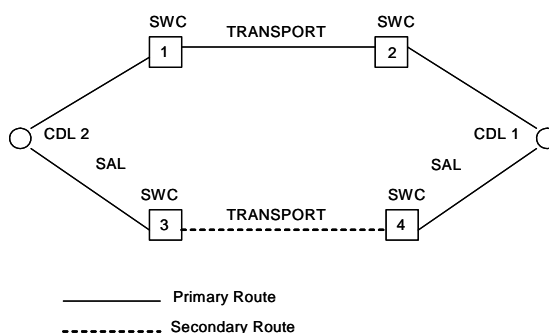 SWC
SWC
TRANSPORT
1
2
CDL 2
CDL 1
SAL
SAL
SWC
SWC
TRANSPORT
3
4
Primary Route
Secondary Route